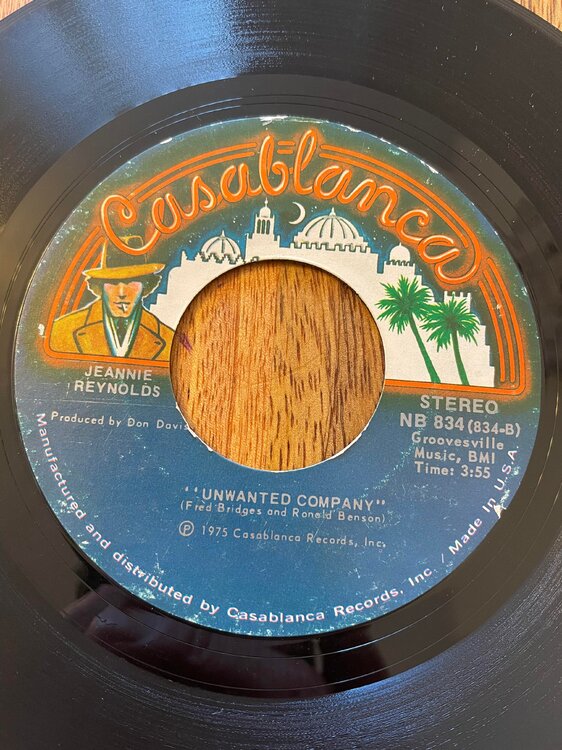 Casablanca
JEANNIE
REYNOLDS
Produced by Don Davis
STEREO
NB 834 (834-B)
Groovesville
Music, BMI
Time: 3:55
"UNWANTED COMPANY"
(Fred Bridges and Ronald Benson)
Ⓟ 1975 Casablanca Records, Inc.
Manufactured and distributed by Casablanca Records, Inc. / Made In U.S.A.